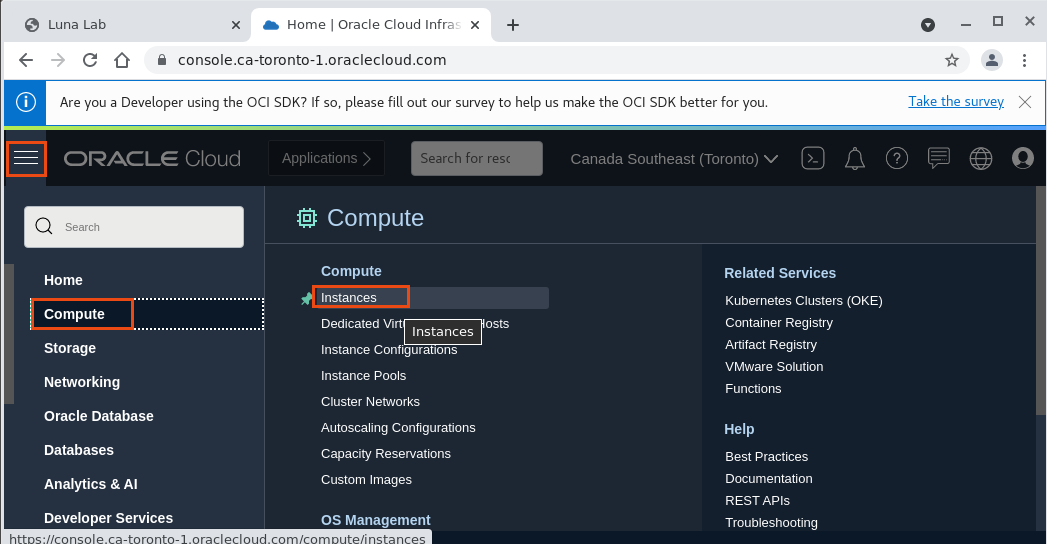 Luna Lab
Home | Oracle Cloud Infras
console.ca-toronto-1.oraclecloud.com
Are you a Developer using the OCI SDK? If so, please fill out our survey to help us make the OCI SDK better for you.
Take the survey
ORACLE Cloud
Applications
Search for resc
Canada Southeast (Toronto)
Search
Home
Compute
Storage
Networking
Oracle Database
Databases
Analytics & AI
Developer Services
Compute
Compute
Instances
Dedicated Virtu
Hosts
Instances
Instance Configurations
Instance Pools
Cluster Networks
Autoscaling Configurations
Capacity Reservations
Custom Images
OS Management
Related Services
Kubernetes Clusters (OKE)
Container Registry
Artifact Registry
VMware Solution
Functions
Help
Best Practices
Documentation
REST APIs
Troubleshooting
https://console.ca-toronto-1.oraclecloud.com/compute/instances